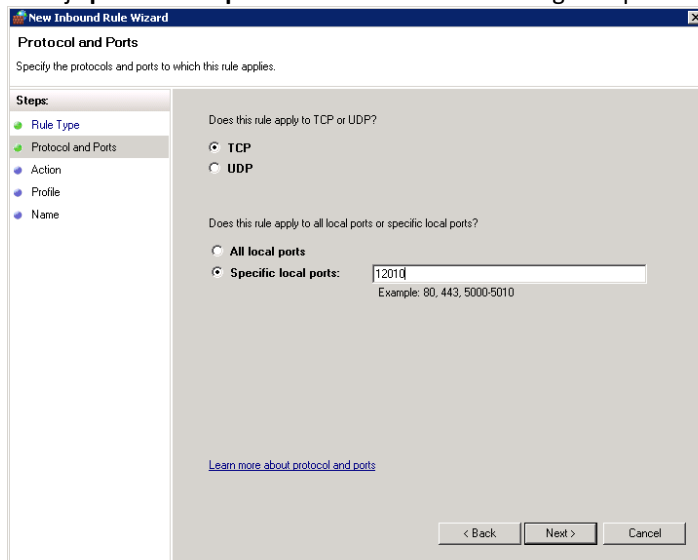 New Inbound Rule Wizard
Protocol and Ports
Specify the protocols and ports to which this rule applies.
Steps:
Rule Type
Protocol and Ports
Action
Profile
Name
Does this rule apply to TCP or UDP?
TCP
UDP
Does this rule apply to all local ports or specific local ports?
All local ports
Specific local ports:
12010
Example: 80, 443, 5000-5010
Learn more about protocol and ports
< Back
Next >
Cancel